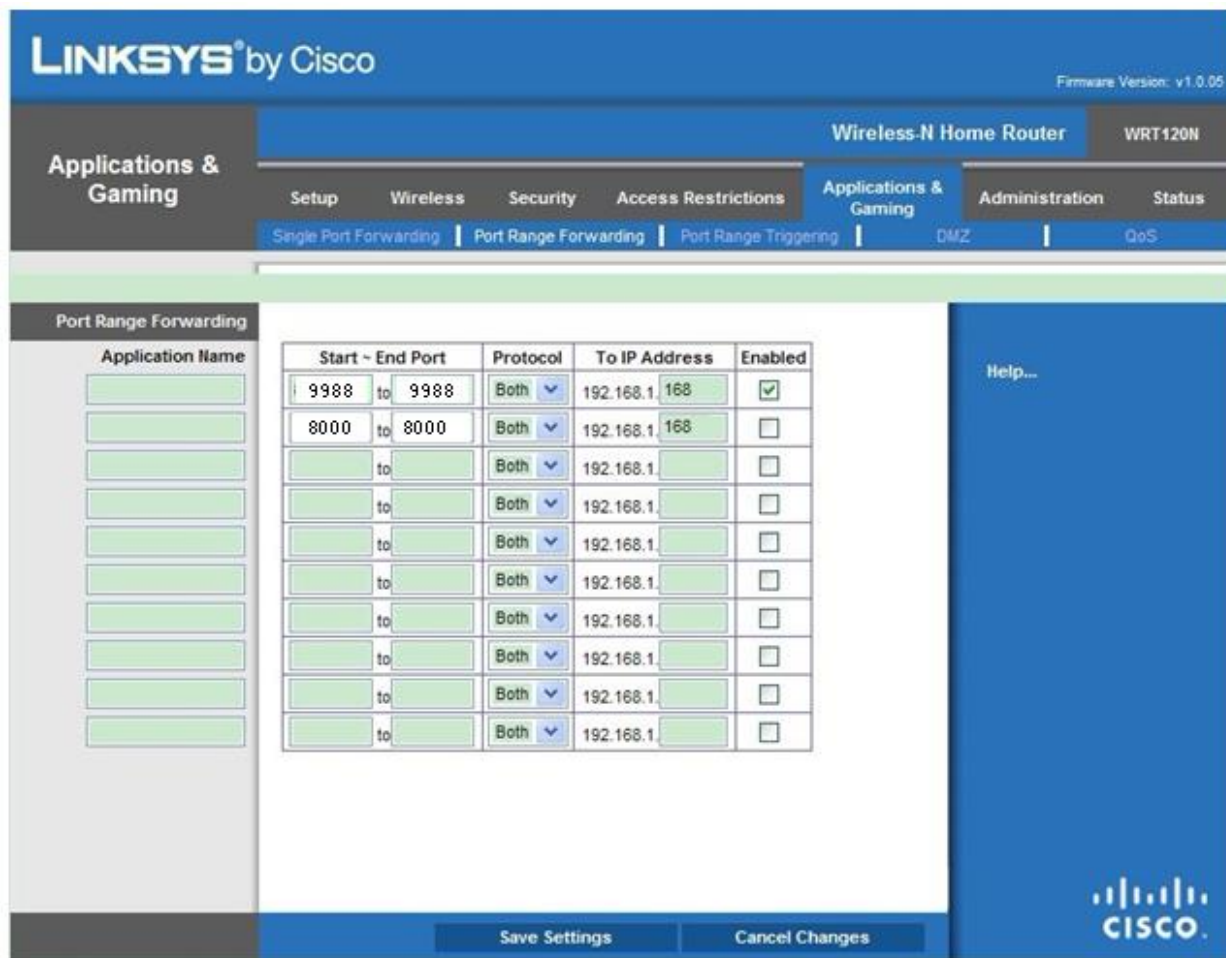 LINKSYS® by Cisco
Firmware Version: v1.0.05
Applications & Gaming
Wireless-N Home Router WRT120N
Setup Wireless Security Access Restrictions Applications & Gaming Administration Status
Single Port Forwarding Port Range Forwarding Port Range Triggering DMZ QoS
Port Range Forwarding
Help...
Application Name Start ~ End Port Protocol To IP Address Enabled
9988 to 9988 Both 192.168.1. 168
8000 to 8000 Both 192.168.1. 168
to Both 192.168.1.
to Both 192.168.1.
to Both 192.168.1.
to Both 192.168.1.
to Both 192.168.1.
to Both 192.168.1.
to Both 192.168.1.
to Both 192.168.1.
Save Settings Cancel Changes
CISCO.